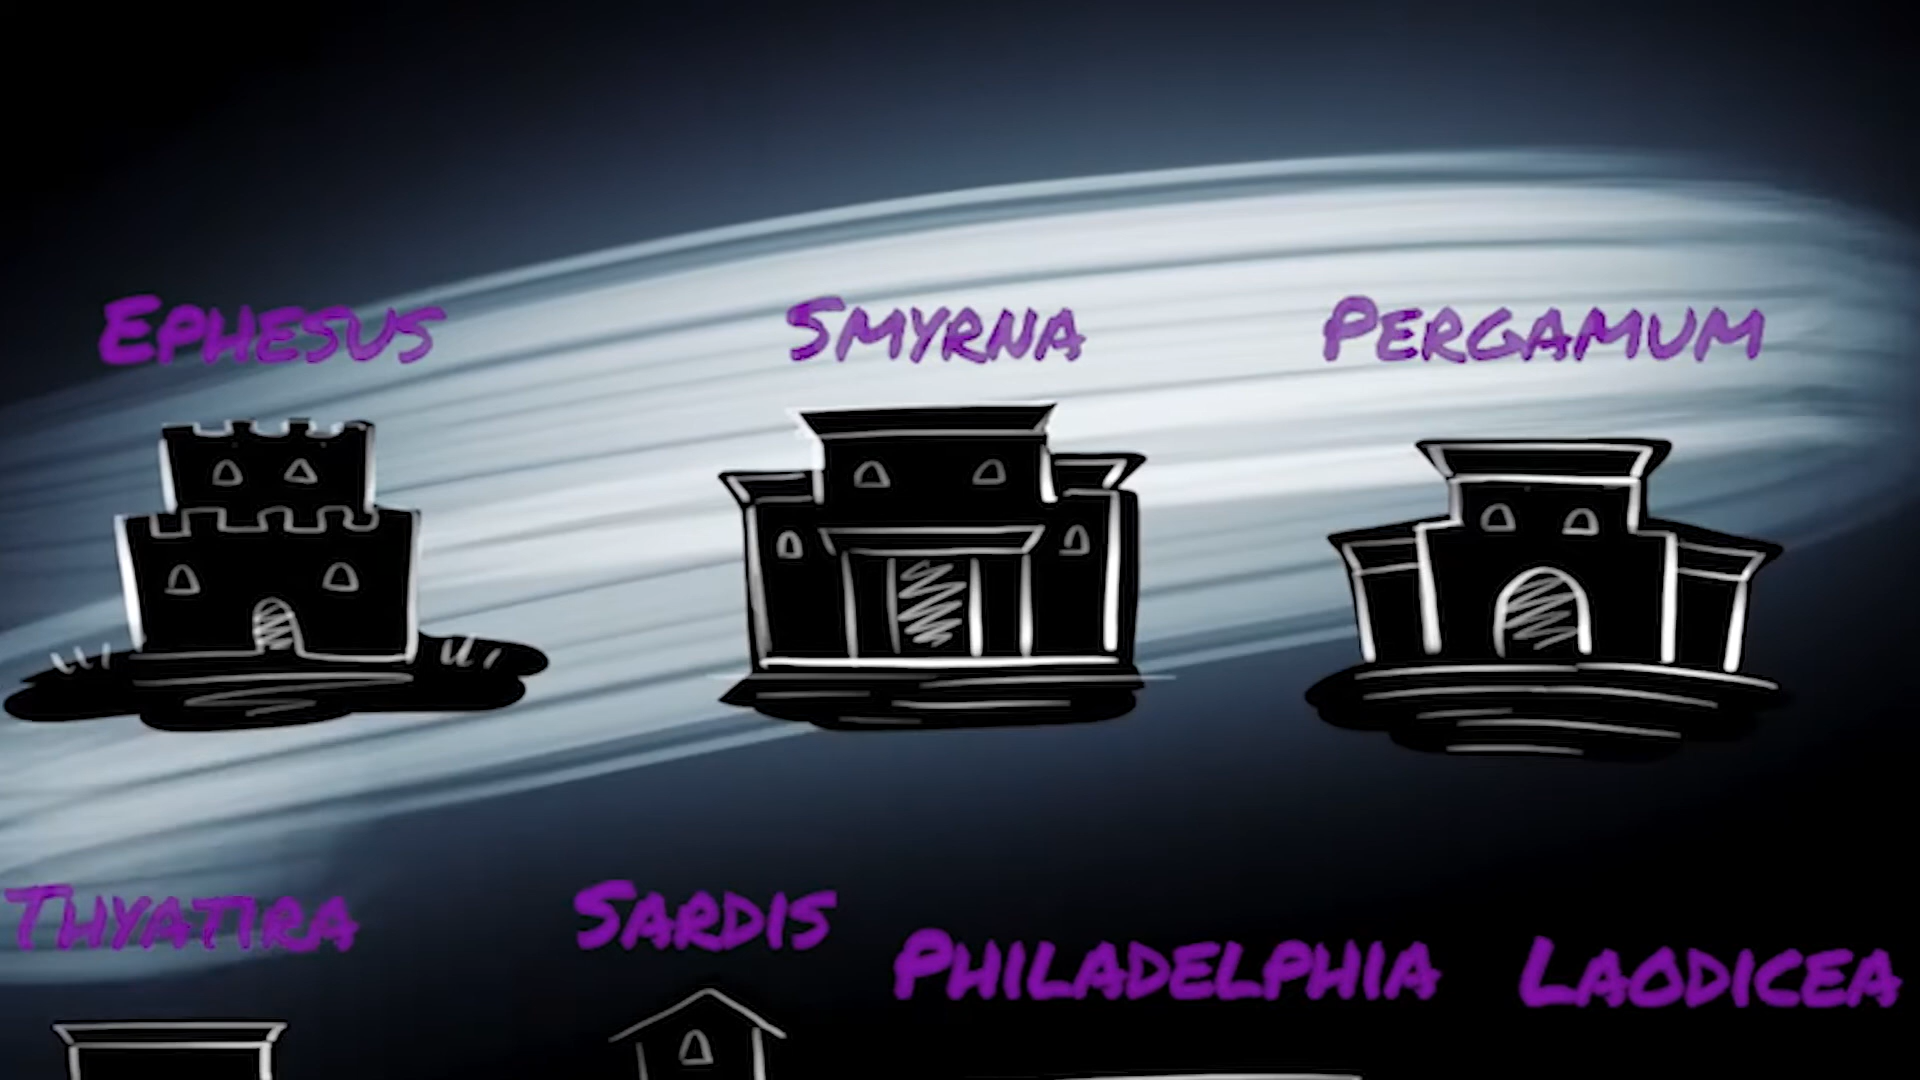 Ephesus
Smyrna
Pergamum
Thyatira
Sardis
Philadelphia
Laodicea